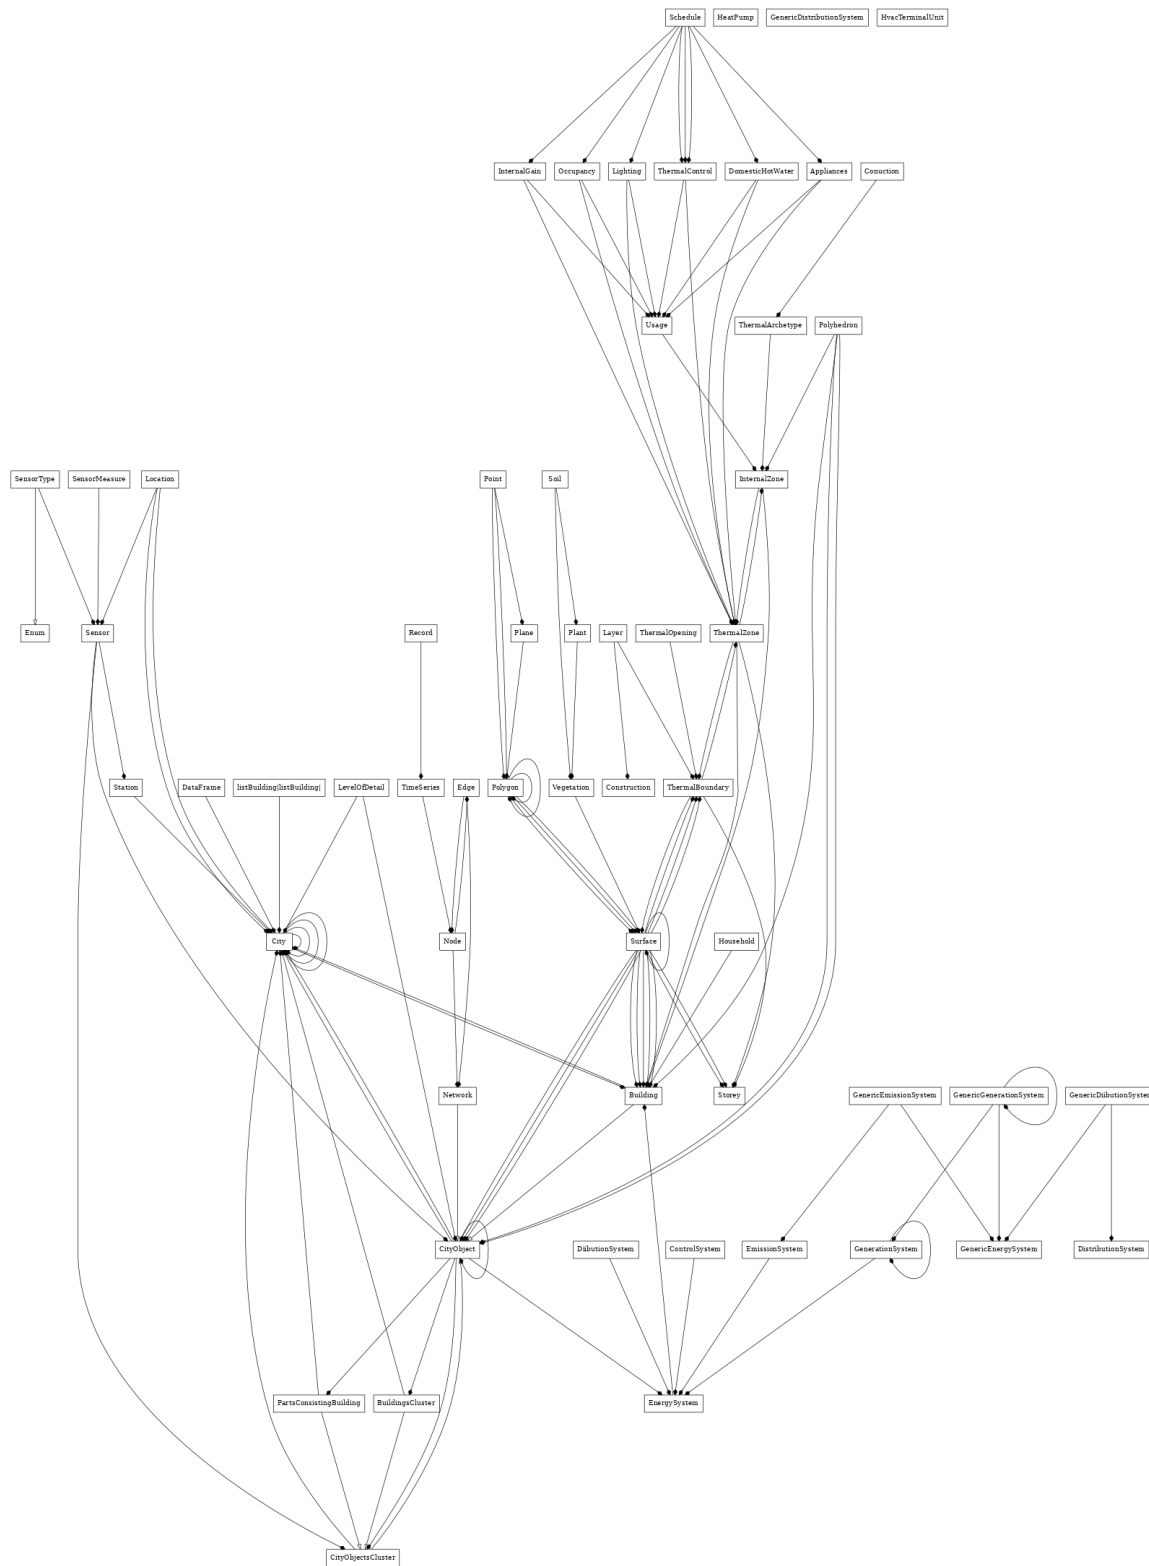 Schedule
HeatPump
GenericDistributionSystem
HvacTerminalUnit
InternalGain
Occupancy
Lighting
ThermalControl
DomesticHotWater
Appliances
Conuction
Usage
ThermalArchetype
Polyhedron
SensorType
SensorMeasure
Location
Point
Soil
InternalZone
Enum
Sensor
Record
Plane
Plant
Layer
ThermalOpening
ThermalZone
Station
DataFrame
listBuilding|listBuilding|
LevelOfDetail
TimeSeries
Edge
Polygon
Vegetation
Construction
ThermalBoundary
City
Node
Surface
Household
Network
Building
Storey
GenericEmissionSystem
GenericGenerationSystem
GenericDiibutionSystem
CityObject
DiibutionSystem
ControlSystem
EmissionSystem
GenerationSystem
GenericEnergySystem
DistributionSystem
PartsConsistingBuilding
BuildingsCluster
EnergySystem
CityObjectsCluster